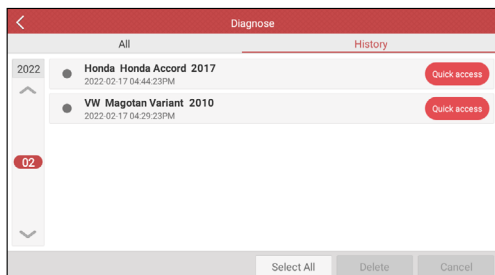 Diagnose
All
History
2022
Honda Honda Accord 2017
2022-02-17 04:44:23PM
Quick access
VW Magotan Variant 2010
2022-02-17 04:29:23PM
Quick access
02
Select All
Delete
Cancel